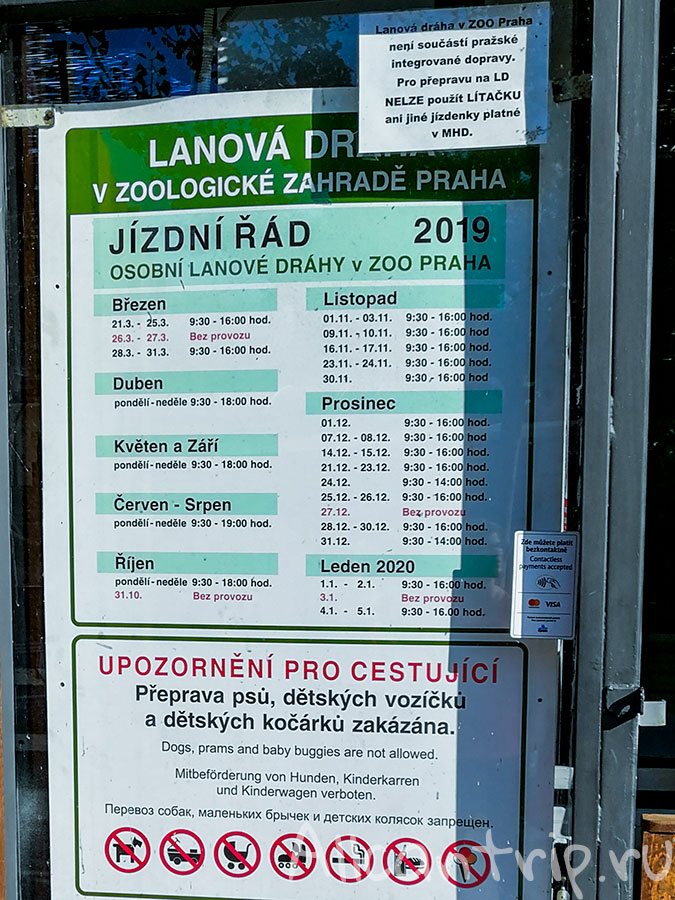 Lanová dráha v ZOO Praha
není součástí pražské
integrované dopravy.
Pro přepravu na LD
NELZE použít LÍTAČKU
ani jiné jízdenky platné
v MHD.
LANOVÁ DRÁHA
V ZOOLOGICKÉ ZAHRADĚ PRAHA
JÍZDNÍ ŘÁD 2019
OSOBNÍ LANOVÉ DRÁHY v ZOO PRAHA
Březen
21.3. - 25.3. 9:30 - 16:00 hod.
26.3. - 27.3. Bez provozu
28.3. - 31.3. 9:30 - 16:00 hod.
Duben
pondělí-neděle 9:30 - 18:00 hod.
Květen a Září
pondělí-neděle 9:30 - 18:00 hod.
Červen - Srpen
pondělí-neděle 9:30 - 19:00 hod.
Říjen
pondělí-neděle 9:30 - 18:00 hod.
31.10. Bez provozu
Listopad
01.11. - 03.11. 9:30 - 16:00 hod.
09.11. - 10.11. 9:30 - 16:00 hod.
16.11. - 17.11. 9:30 - 16:00 hod.
23.11. - 24.11. 9:30 - 16:00 hod.
30.11. 9:30 - 16:00 hod
Prosinec
01.12. 9:30 - 16:00 hod.
07.12. - 08.12. 9:30 - 16:00 hod
14.12. - 15.12. 9:30 - 16:00 hod.
21.12. - 23.12. 9:30 - 16:00 hod.
24.12. 9:30 - 14:00 hod.
25.12. - 26.12. 9:30 - 16:00 hod.
27.12. Bez provozu
28.12. - 30.12. 9:30 - 16:00 hod.
31.12. 9:30 - 14:00 hod.
Leden 2020
1.1. - 2.1. 9:30 - 16:00 hod.
3.1. Bez provozu
4.1. - 5.1. 9:30 - 16:00 hod.
Zde můžete platit
bezkontaktně
Contactless
payments accepted
VISA
UPOZORNĚNÍ PRO CESTUJÍCÍ
Přeprava psů, dětských vozíčků
a dětských kočárků zakázána.
Dogs, prams and baby buggies are not allowed.
Mitbeförderung von Hunden, Kinderkarren
und Kinderwagen verboten.
Перевоз собак, маленьких брычек и детских колясок запрещен.